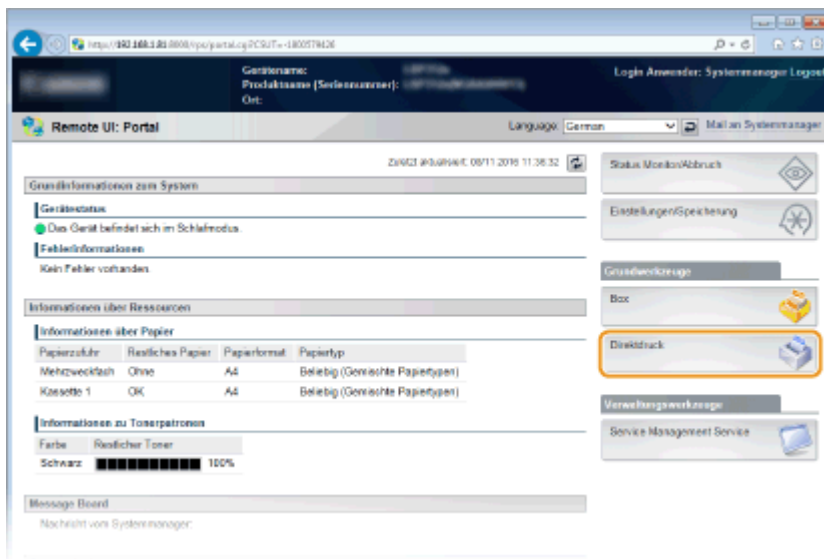 Gerätename:
Produktname (Seriennummer):
Ort:
Login Anwender: Systemmanager Logout
Remote UI: Portal
Language: German
Mail an Systemmanager
Zuletzt aktualisiert: 08/11 2016 11:36:32
Grundinformationen zum System
Gerätestatus
Das Gerät befindet sich im Schlafmodus.
Fehlerinformationen
Kein Fehler vorhanden.
Informationen über Ressourcen
Informationen über Papier
Papierzufuhr Restliches Papier Papierformat Papiertyp
Mehrzweckfach Ohne A4 Beliebig (Gemischte Papiertypen)
Kassette 1 OK A4 Beliebig (Gemischte Papiertypen)
Informationen zu Tonerpatronen
Farbe Restlicher Toner
Schwarz 100%
Message Board
Nachricht vom Systemmanager:
Status Monitor/Abbruch
Einstellungen/Speicherung
Grundwerkzeuge
Box
Direktdruck
Verwaltungswerkzeuge
Service Management Service